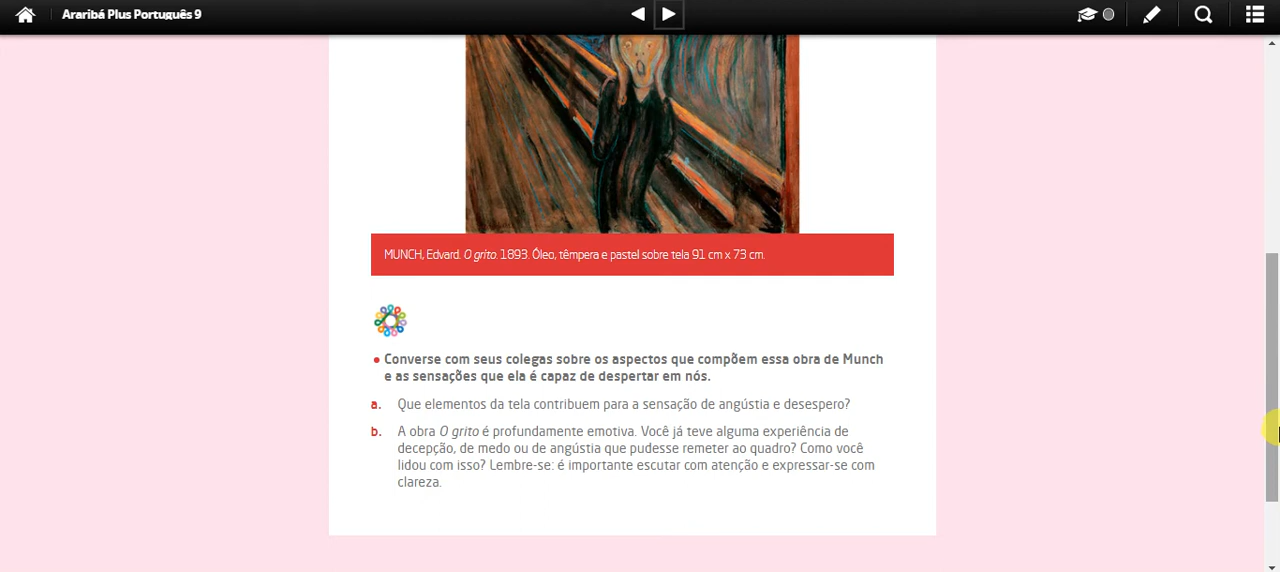 Araribá Plus Português 9
MUNCH, Edvard. O grito. 1893. Óleo, têmpera e pastel sobre tela 91 cm x 73 cm.
• Converse com seus colegas sobre os aspectos que compõem essa obra de Munch
e as sensações que ela é capaz de despertar em nós.
a. Que elementos da tela contribuem para a sensação de angústia e desespero?
b. A obra O grito é profundamente emotiva. Você já teve alguma experiência de
decepção, de medo ou de angústia que pudesse remeter ao quadro? Como você
lidou com isso? Lembre-se: é importante escutar com atenção e expressar-se com
clareza.